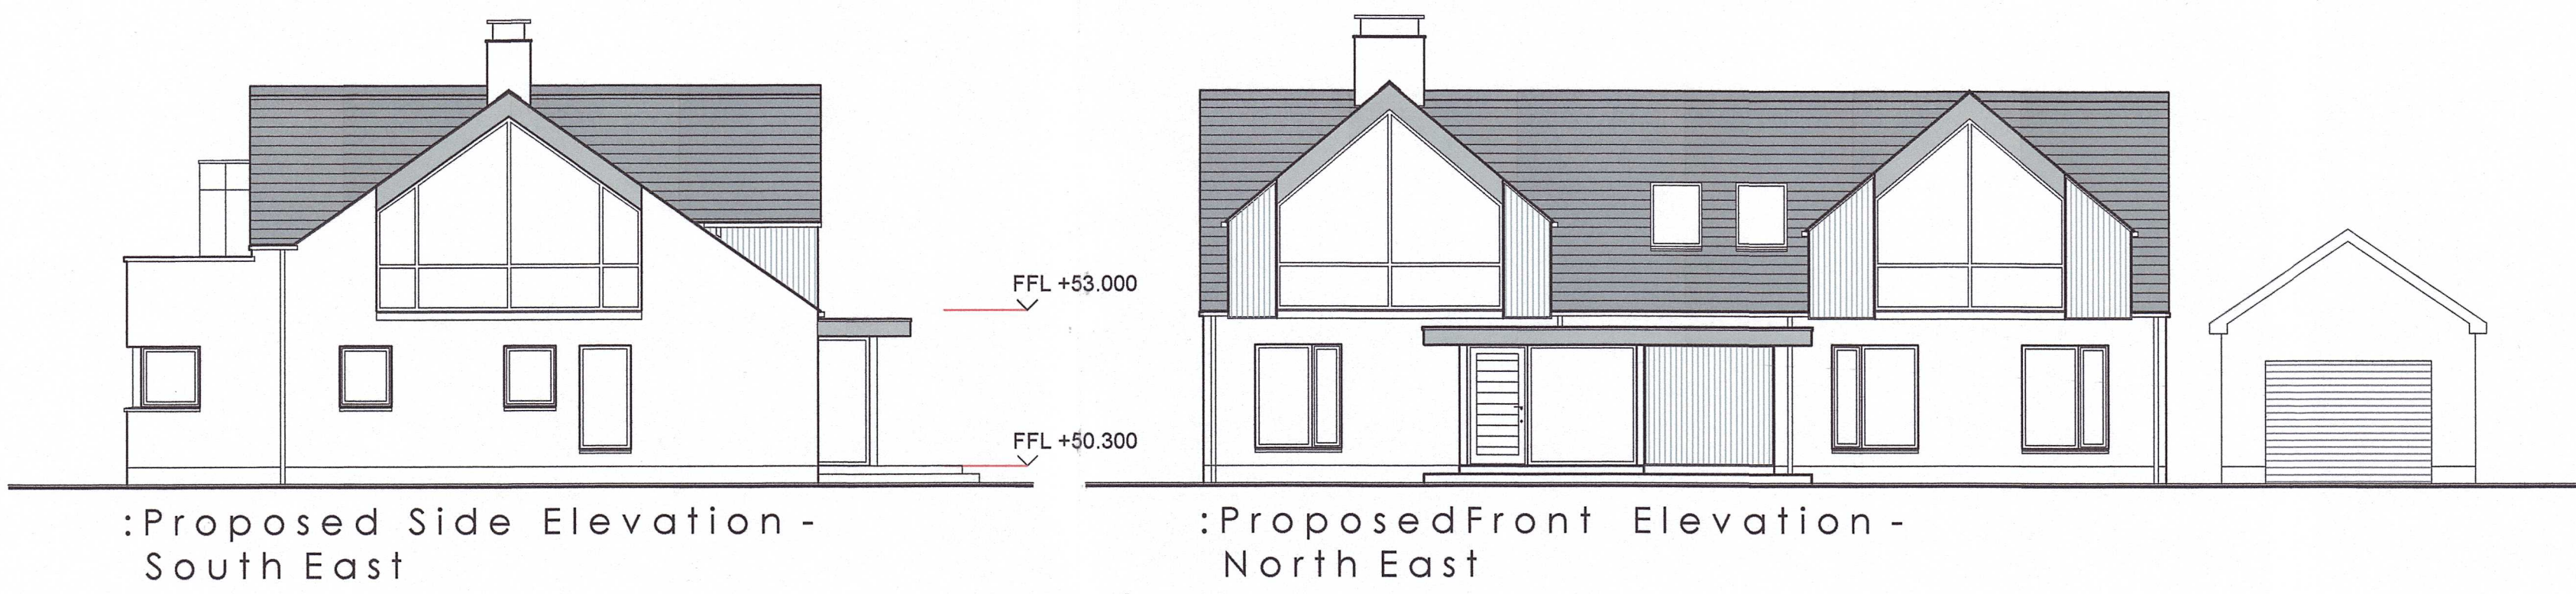 FFL +53.000
FFL +50.300
:Proposed Side Elevation -
South East
:ProposedFront Elevation -
North East